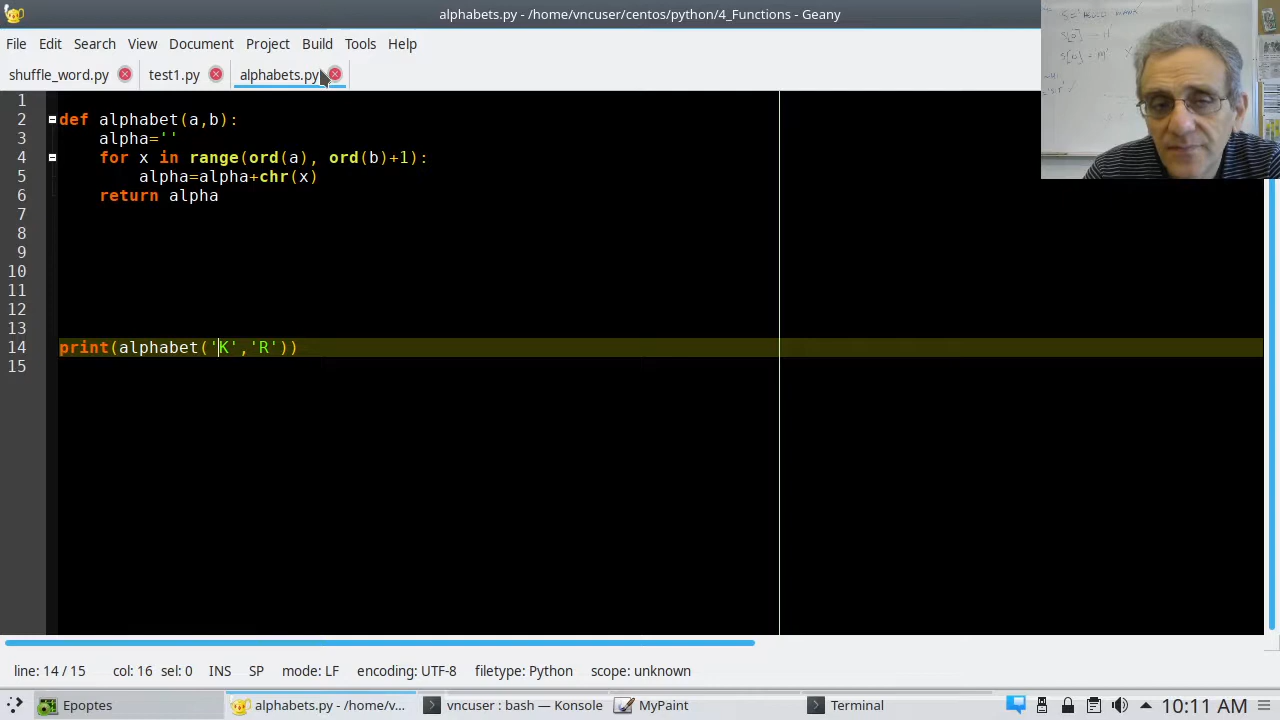 alphabets.py - /home/vncuser/centos/python/4_Functions - Geany
File Edit Search View Document Project Build Tools Help
shuffle_word.py test1.py alphabets.py
1
2 def alphabet(a,b):
3 alpha=''
4 for x in range(ord(a), ord(b)+1):
5 alpha=alpha+chr(x)
6 return alpha
7
8
9
10
11
12
13
14 print(alphabet('K','R'))
15
line: 14 / 15 col: 16 sel: 0 INS SP mode: LF encoding: UTF-8 filetype: Python scope: unknown
Epoptes alphabets.py - /home/v... vncuser : bash — Konsole MyPaint Terminal 10:11 AM